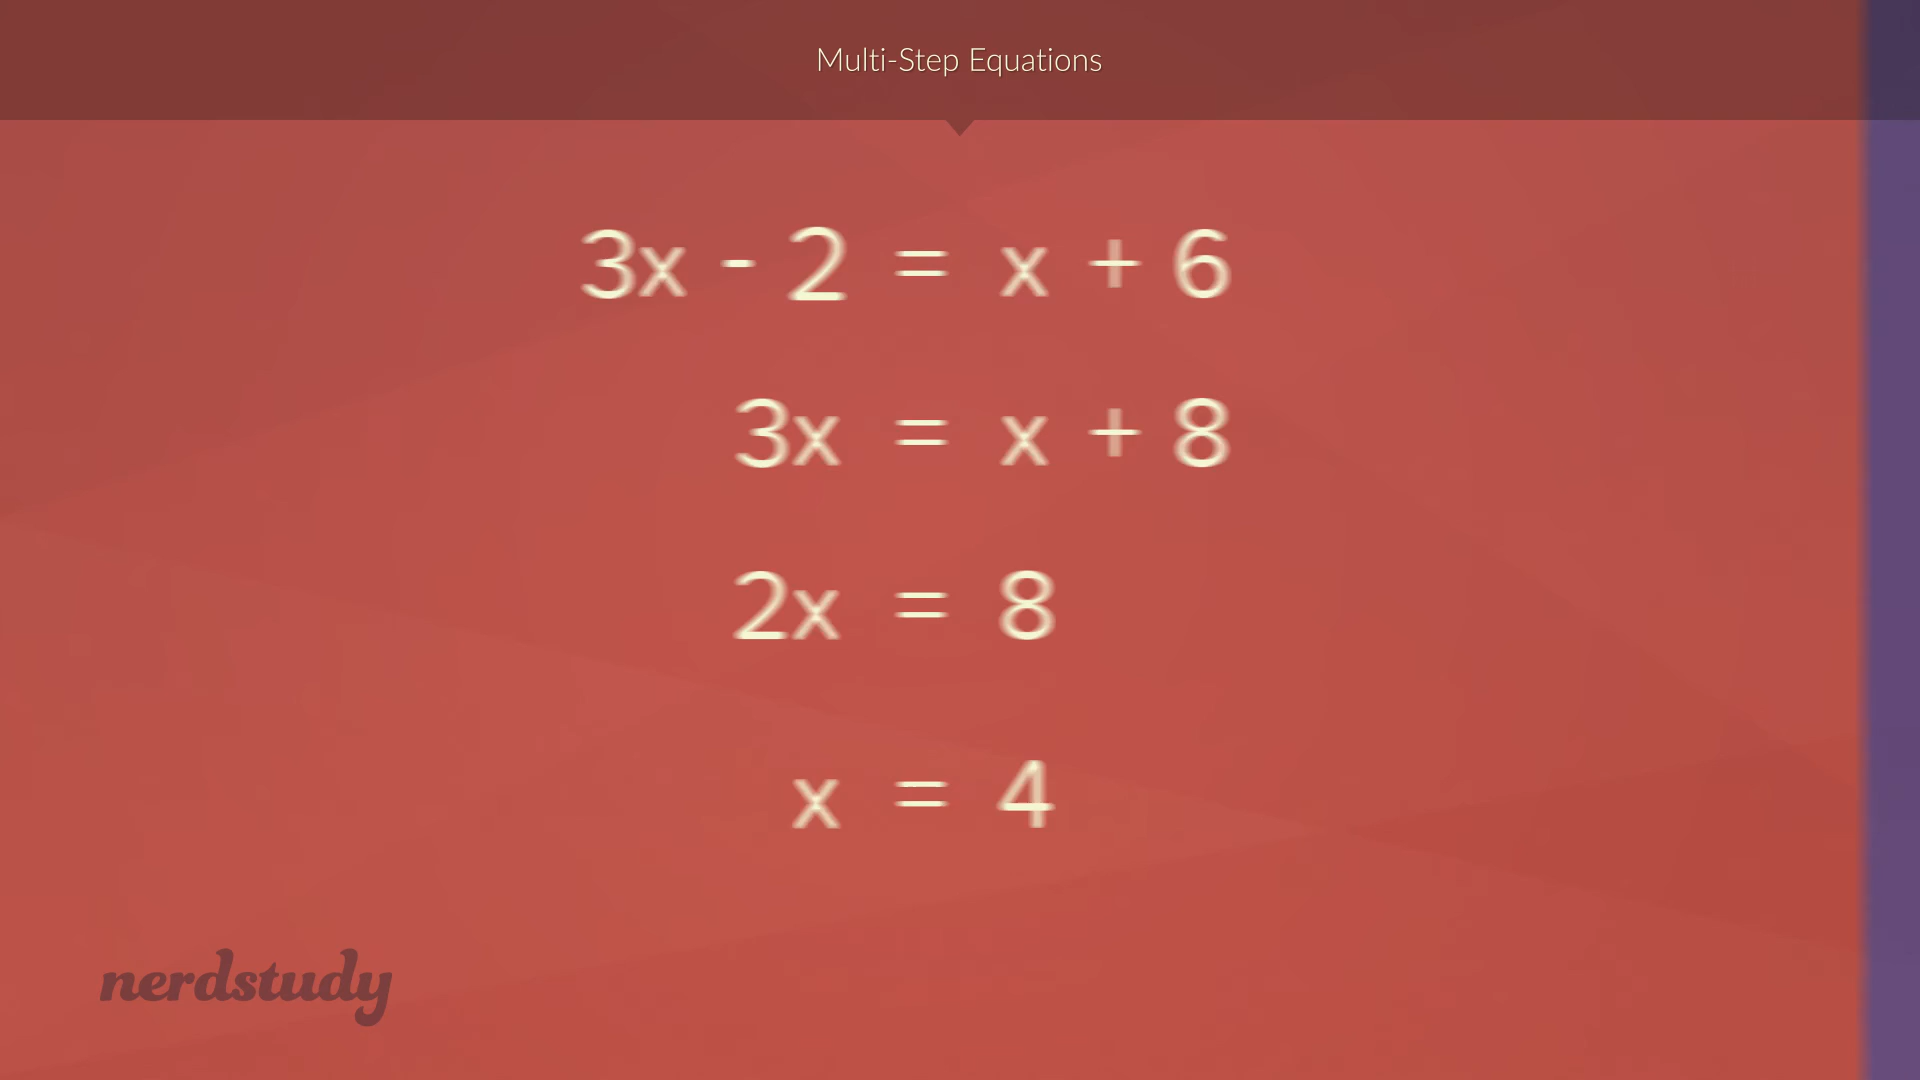 Multi-Step Equations
3x - 2 = x + 6
3x = x + 8
2x = 8
x = 4
nerdstudy